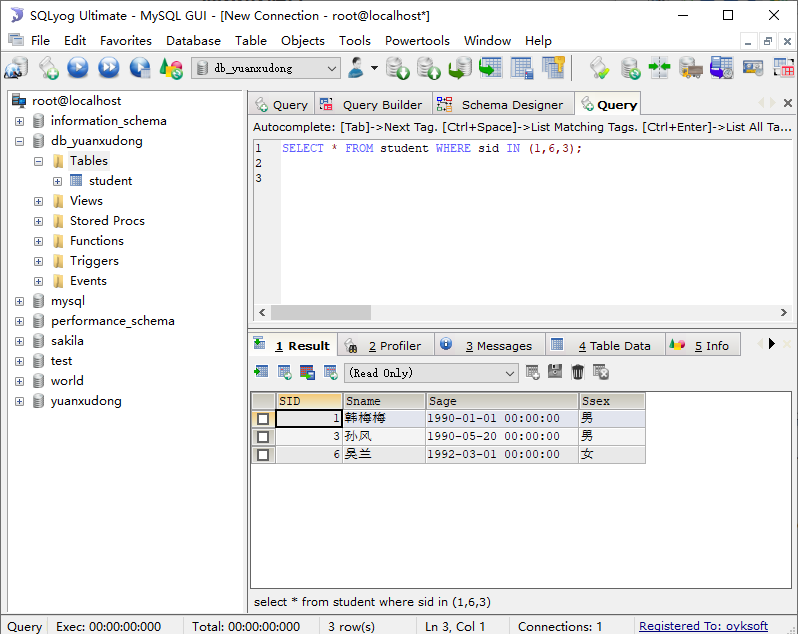 SQLyog Ultimate - MySQL GUI - [New Connection - root@localhost*]
File Edit Favorites Database Table Objects Tools Powertools Window Help
db_yuanxudong
root@localhost
information_schema
db_yuanxudong
Tables
student
Views
Stored Procs
Functions
Triggers
Events
mysql
performance_schema
sakila
test
world
yuanxudong
Query Query Builder Schema Designer Query
Autocomplete: [Tab]->Next Tag. [Ctrl+Space]->List Matching Tags. [Ctrl+Enter]->List All Ta...
1 SELECT * FROM student WHERE sid IN (1,6,3);
2
3
1 Result 2 Profiler 3 Messages 4 Table Data 5 Info
(Read Only)
SID Sname Sage Ssex
1 韩梅梅 1990-01-01 00:00:00 男
3 孙风 1990-05-20 00:00:00 男
6 吴兰 1992-03-01 00:00:00 女
select * from student where sid in (1,6,3)
Query Exec: 00:00:00:000 Total: 00:00:00:000 3 row(s) Ln 3, Col 1 Connections: 1 Registered To: oyksoft